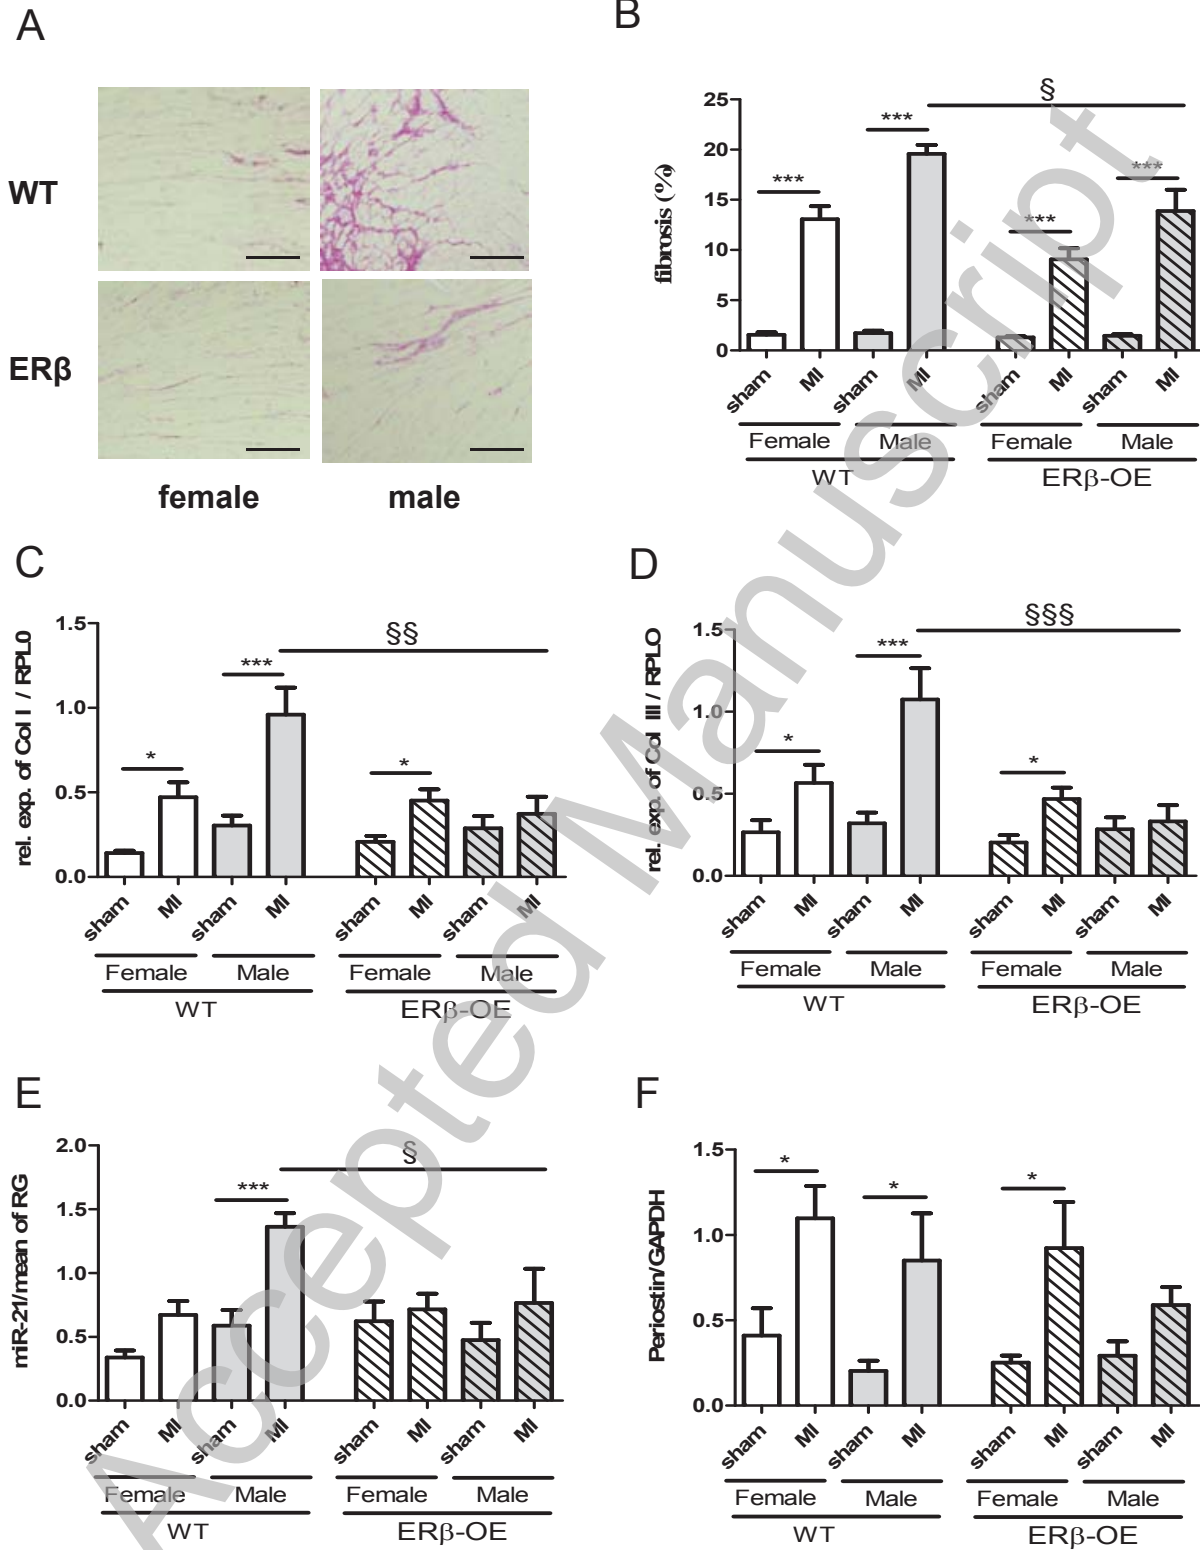 A
WT
ERβ
female
male
B
fibrosis (%)
25
20
15
10
5
0
***
***
§
***
***
sham
MI
sham
MI
sham
MI
sham
MI
Female
Male
Female
Male
WT
ERβ-OE
C
rel. exp. of Col I / RPL0
1.5
1.0
0.5
0.0
*
***
§§
*
sham
MI
sham
MI
sham
MI
sham
MI
Female
Male
Female
Male
WT
ERβ-OE
D
rel. exp. of Col III / RPLO
1.5
1.0
0.5
0.0
*
***
§§§
*
sham
MI
sham
MI
sham
MI
sham
MI
Female
Male
Female
Male
WT
ERβ-OE
E
miR-21/mean of RG
2.0
1.5
1.0
0.5
0.0
***
§
sham
MI
sham
MI
sham
MI
sham
MI
Female
Male
Female
Male
WT
ERβ-OE
F
Periostin/GAPDH
1.5
1.0
0.5
0.0
*
*
*
sham
MI
sham
MI
sham
MI
sham
MI
Female
Male
Female
Male
WT
ERβ-OE
Accepted Manuscript